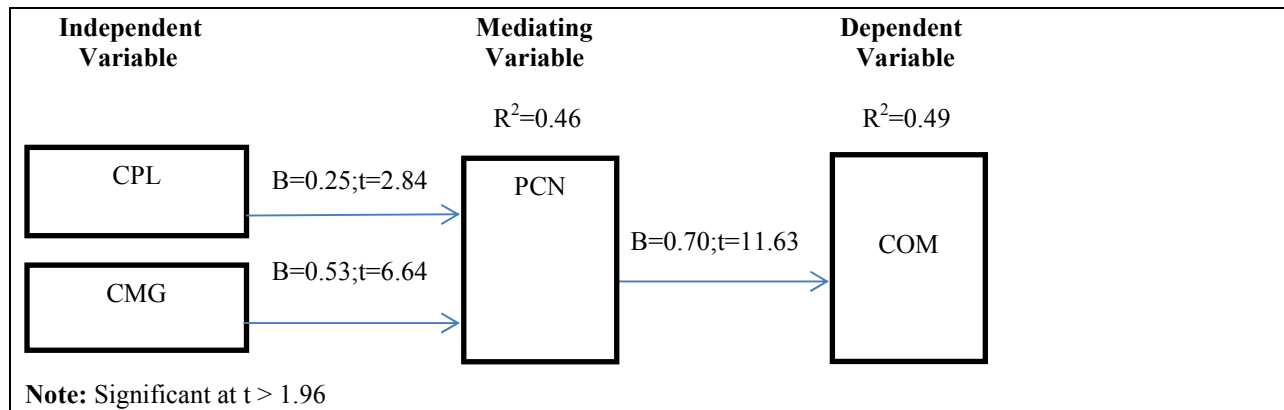 Independent Variable
Mediating Variable
Dependent Variable
R²=0.46
R²=0.49
CPL
B=0.25;t=2.84
PCN
B=0.70;t=11.63
COM
B=0.53;t=6.64
CMG
Note: Significant at t > 1.96